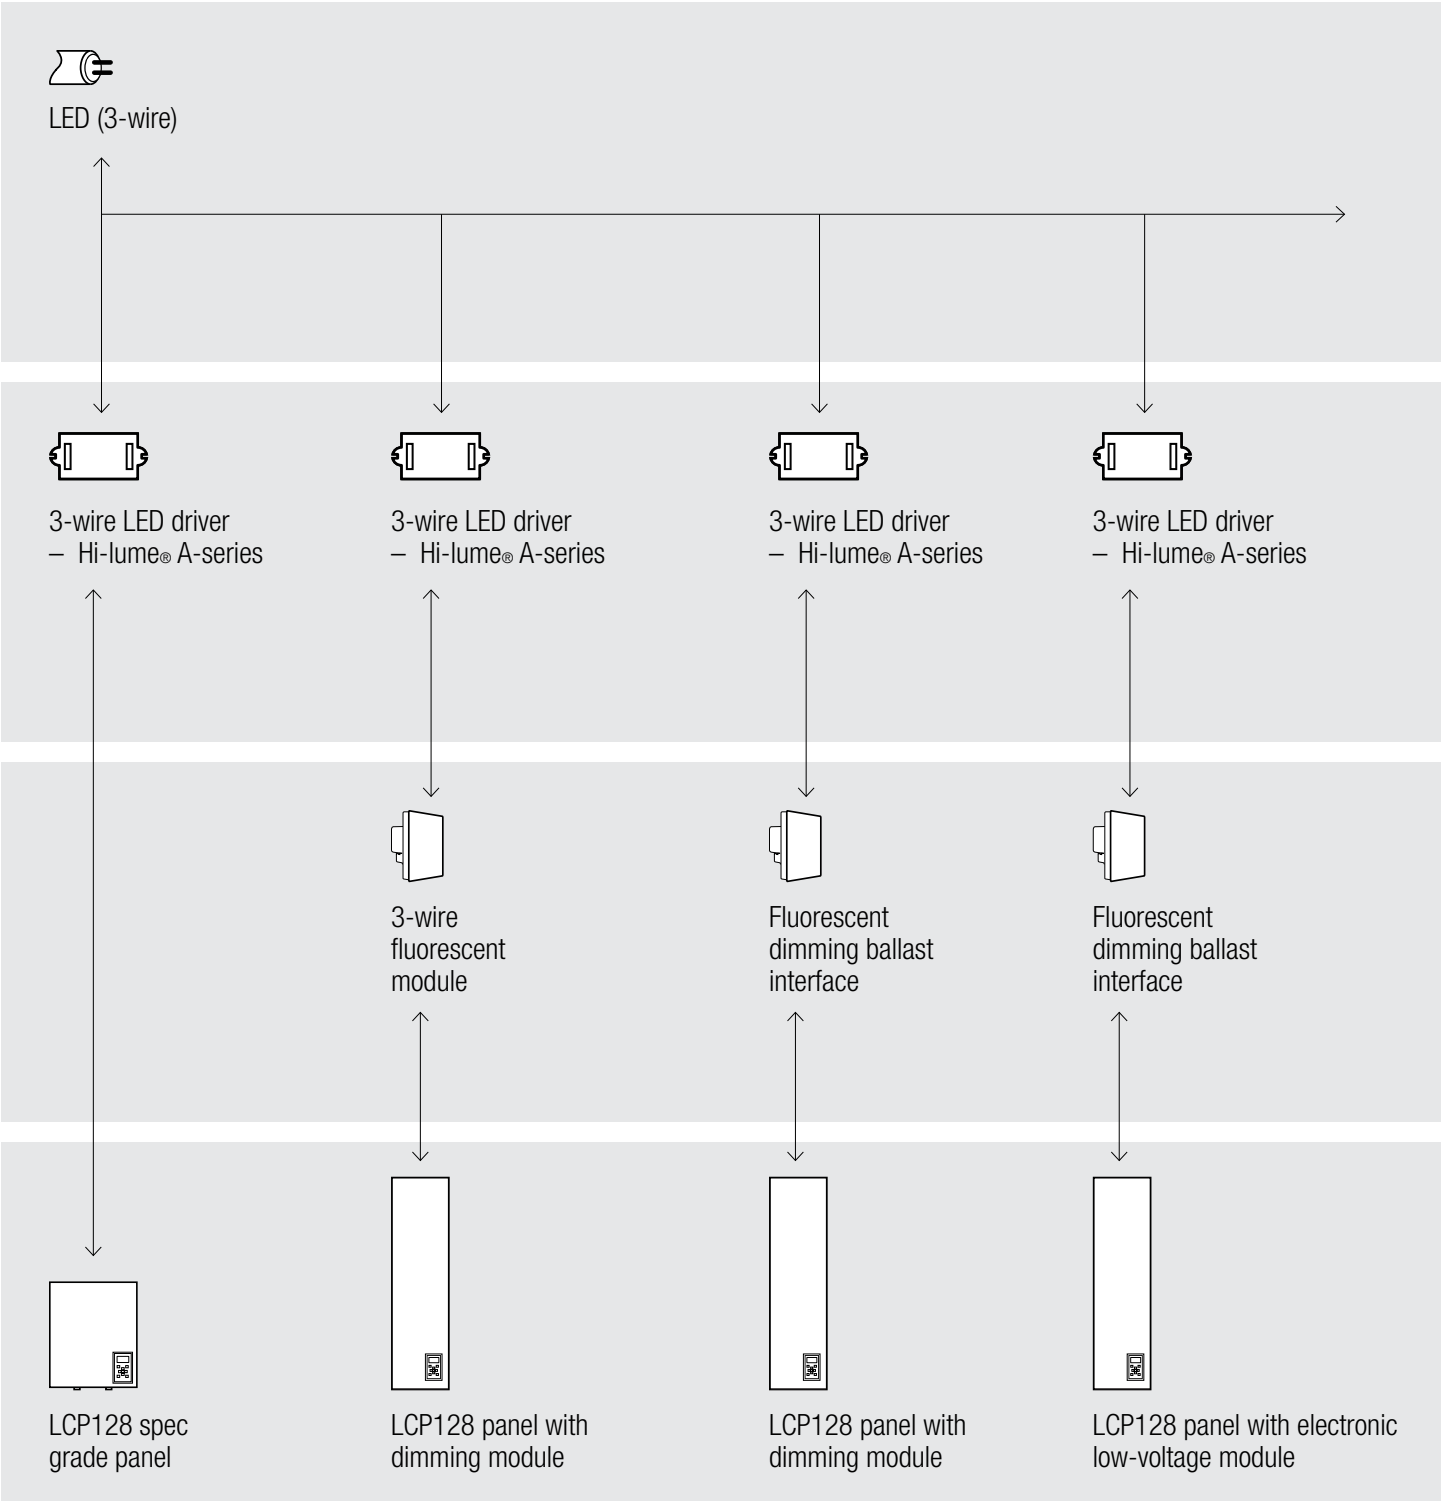 LED (3-wire)
3-wire LED driver
– Hi-lume® A-series
3-wire LED driver
– Hi-lume® A-series
3-wire LED driver
– Hi-lume® A-series
3-wire LED driver
– Hi-lume® A-series
3-wire
fluorescent
module
Fluorescent
dimming ballast
interface
Fluorescent
dimming ballast
interface
LCP128 spec
grade panel
LCP128 panel with
dimming module
LCP128 panel with
dimming module
LCP128 panel with electronic
low-voltage module